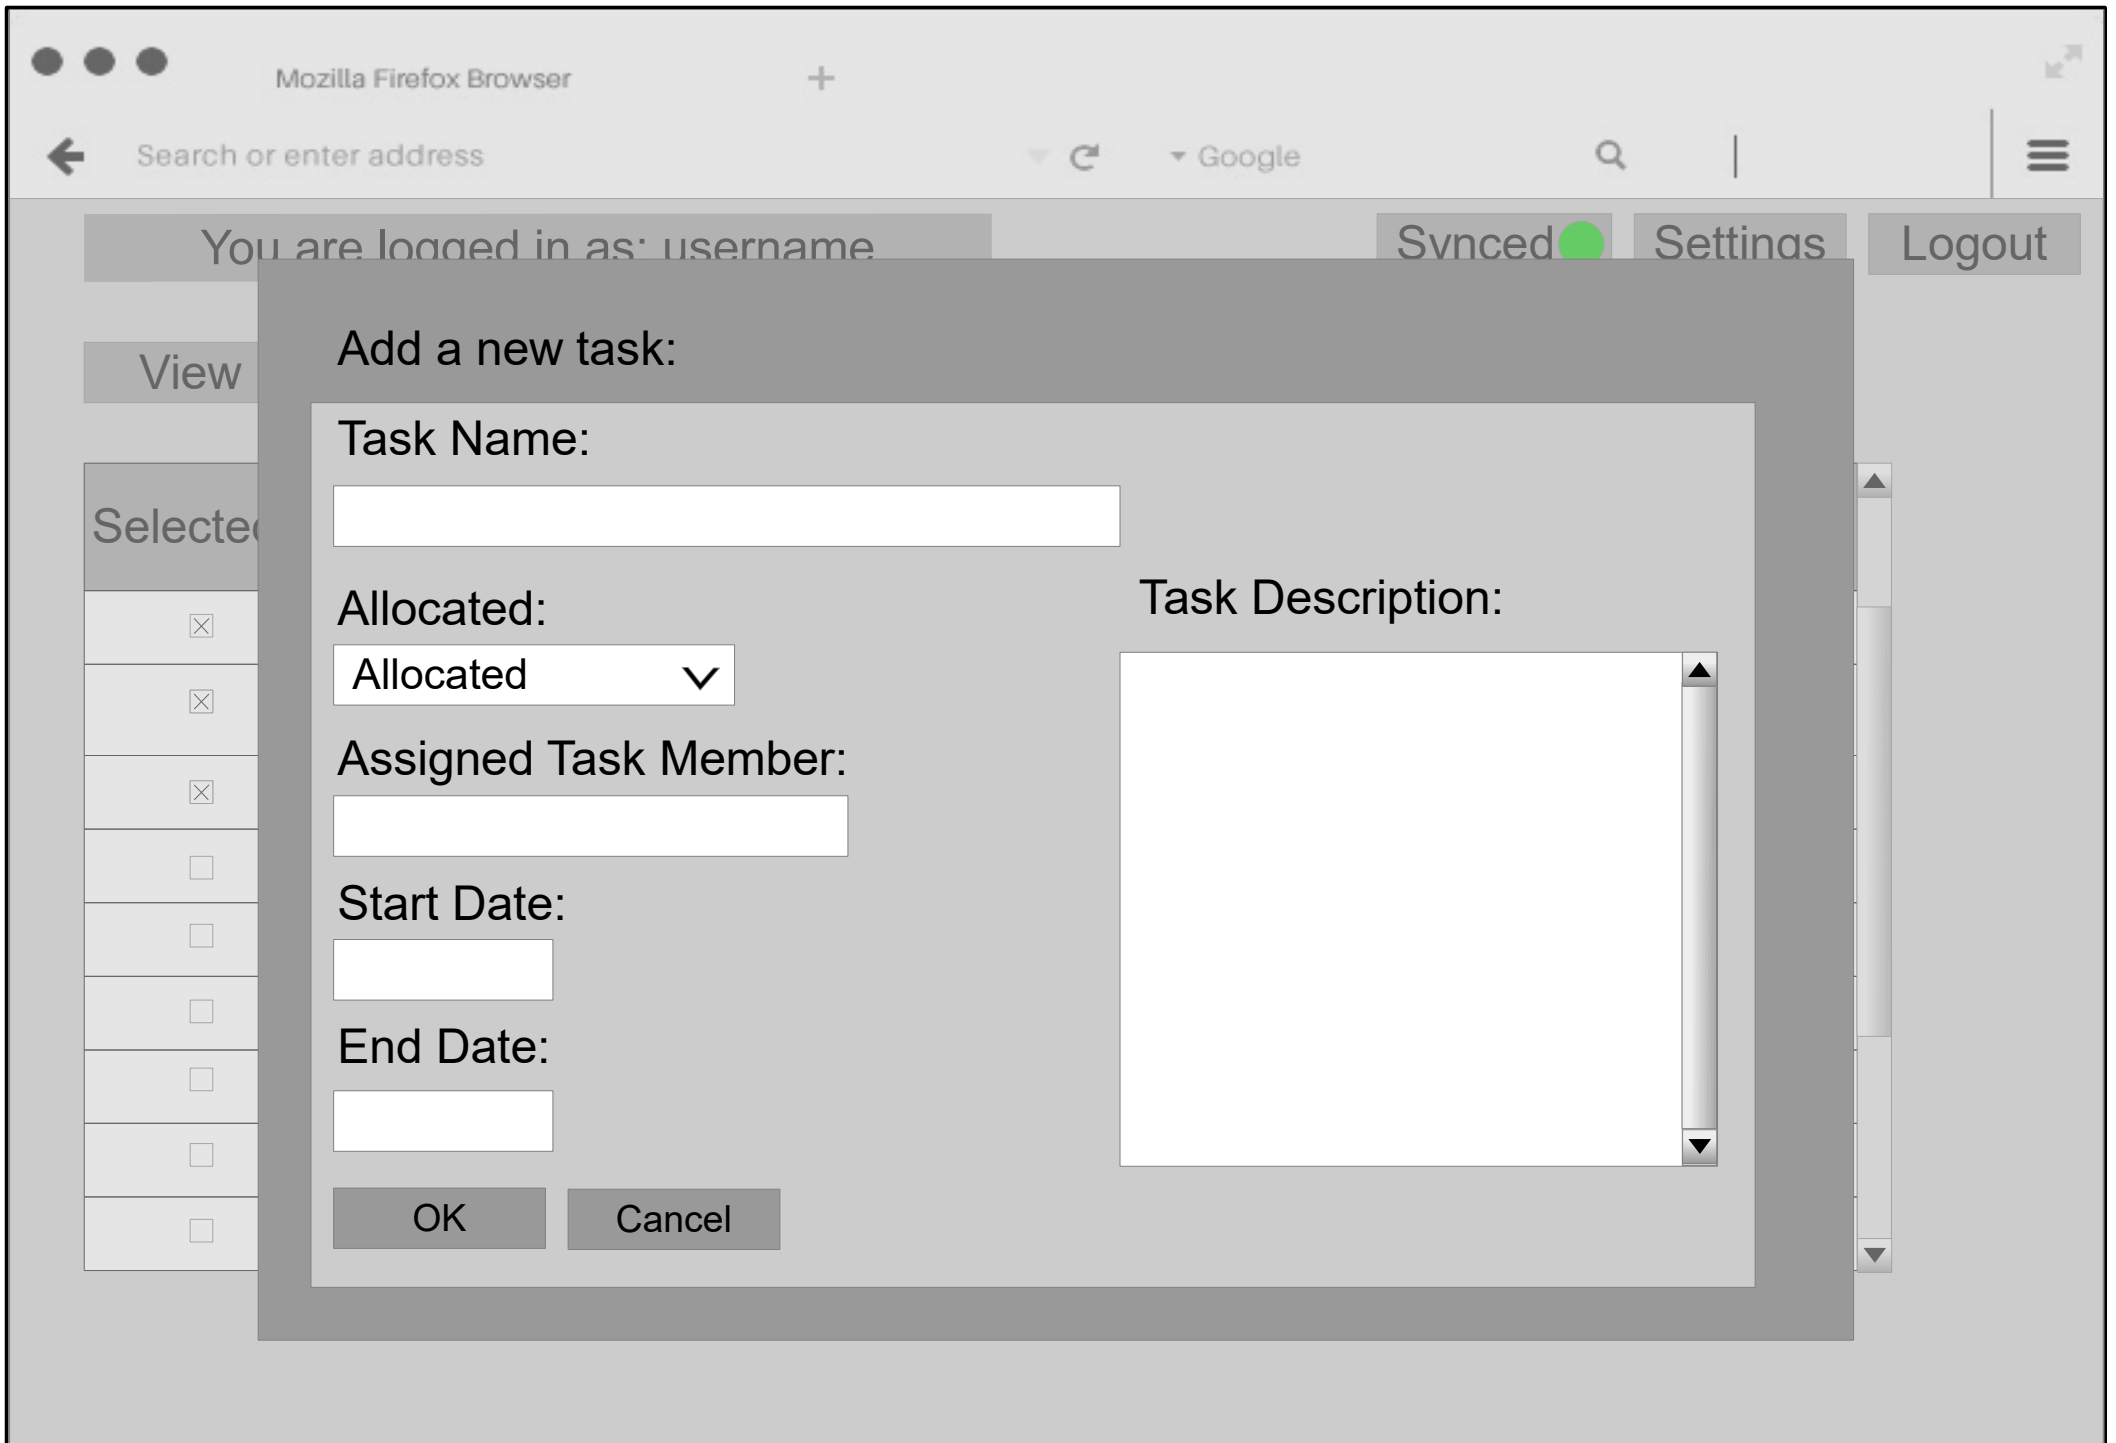 Mozilla Firefox Browser
Search or enter address
Google
You are logged in as: username
Synced
Settings
Logout
View
Add a new task:
Selected
Task Name:
Allocated:
Allocated
Assigned Task Member:
Start Date:
End Date:
Task Description:
OK
Cancel